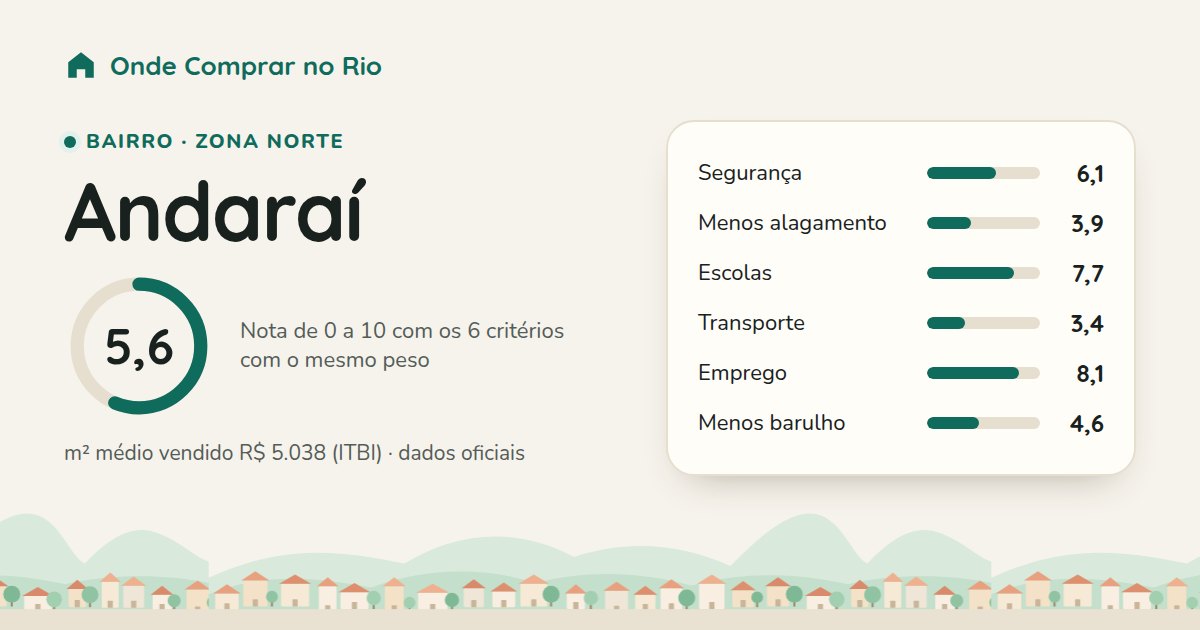 Onde Comprar no Rio
BAIRRO · ZONA NORTE
Andaraí
5,6
Nota de 0 a 10 com os 6 critérios
com o mesmo peso
m² médio vendido R$ 5.038 (ITBI) · dados oficiais
Segurança 6,1
Menos alagamento 3,9
Escolas 7,7
Transporte 3,4
Emprego 8,1
Menos barulho 4,6